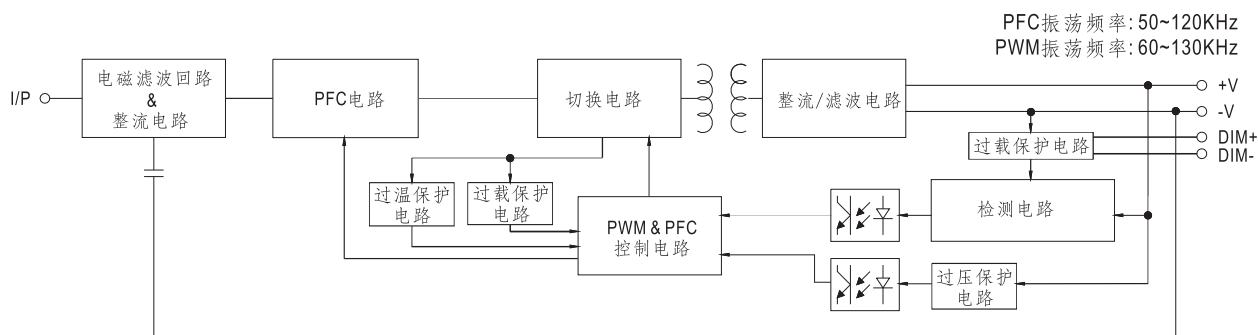 PFC振荡频率: 50~120KHz
PWM振荡频率: 60~130KHz
I/P
电磁滤波回路
&
整流电路
PFC电路
切换电路
整流/滤波电路
+V
-V
DIM+
DIM-
过载保护电路
过温保护
电路
过载保护
电路
PWM & PFC
控制电路
检测电路
过压保护
电路